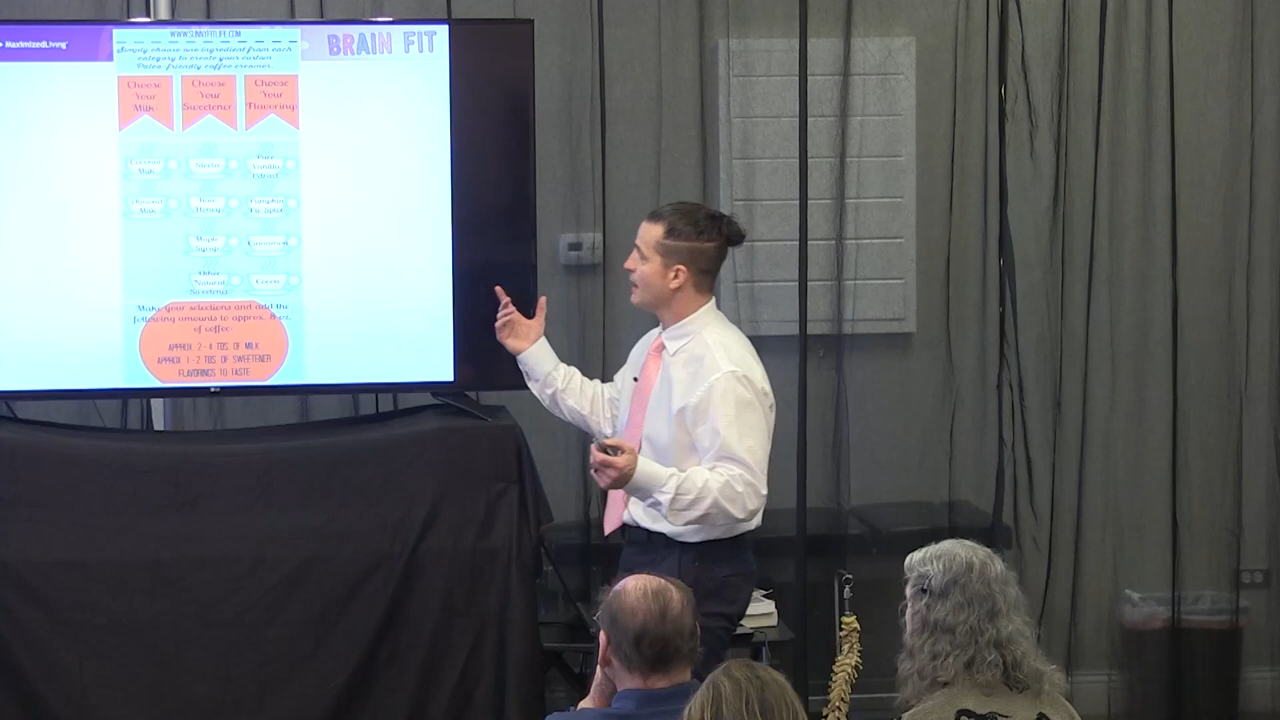 MaximizedLiving
WWW.SUNNYFITLIFE.COM
BRAIN FIT
Simply choose one ingredient from each
category to create your custom
Paleo-friendly coffee creamer.
Choose
Your
Milk
Choose
Your
Sweetener
Choose
Your
Flavoring
Coconut
Milk
Stevia
Pure
Vanilla
Extract
Almond
Milk
Honey
Pumpkin
Pie Spice
Maple
Syrup
Cinnamon
Other
Natural
Sweetener
Cocoa
Make your selections and add the
following amounts to approx. 8 oz.
of coffee:
APPROX 2-4 TBS. OF MILK
APPROX 1-2 TBS. OF SWEETENER
FLAVORINGS TO TASTE
LG